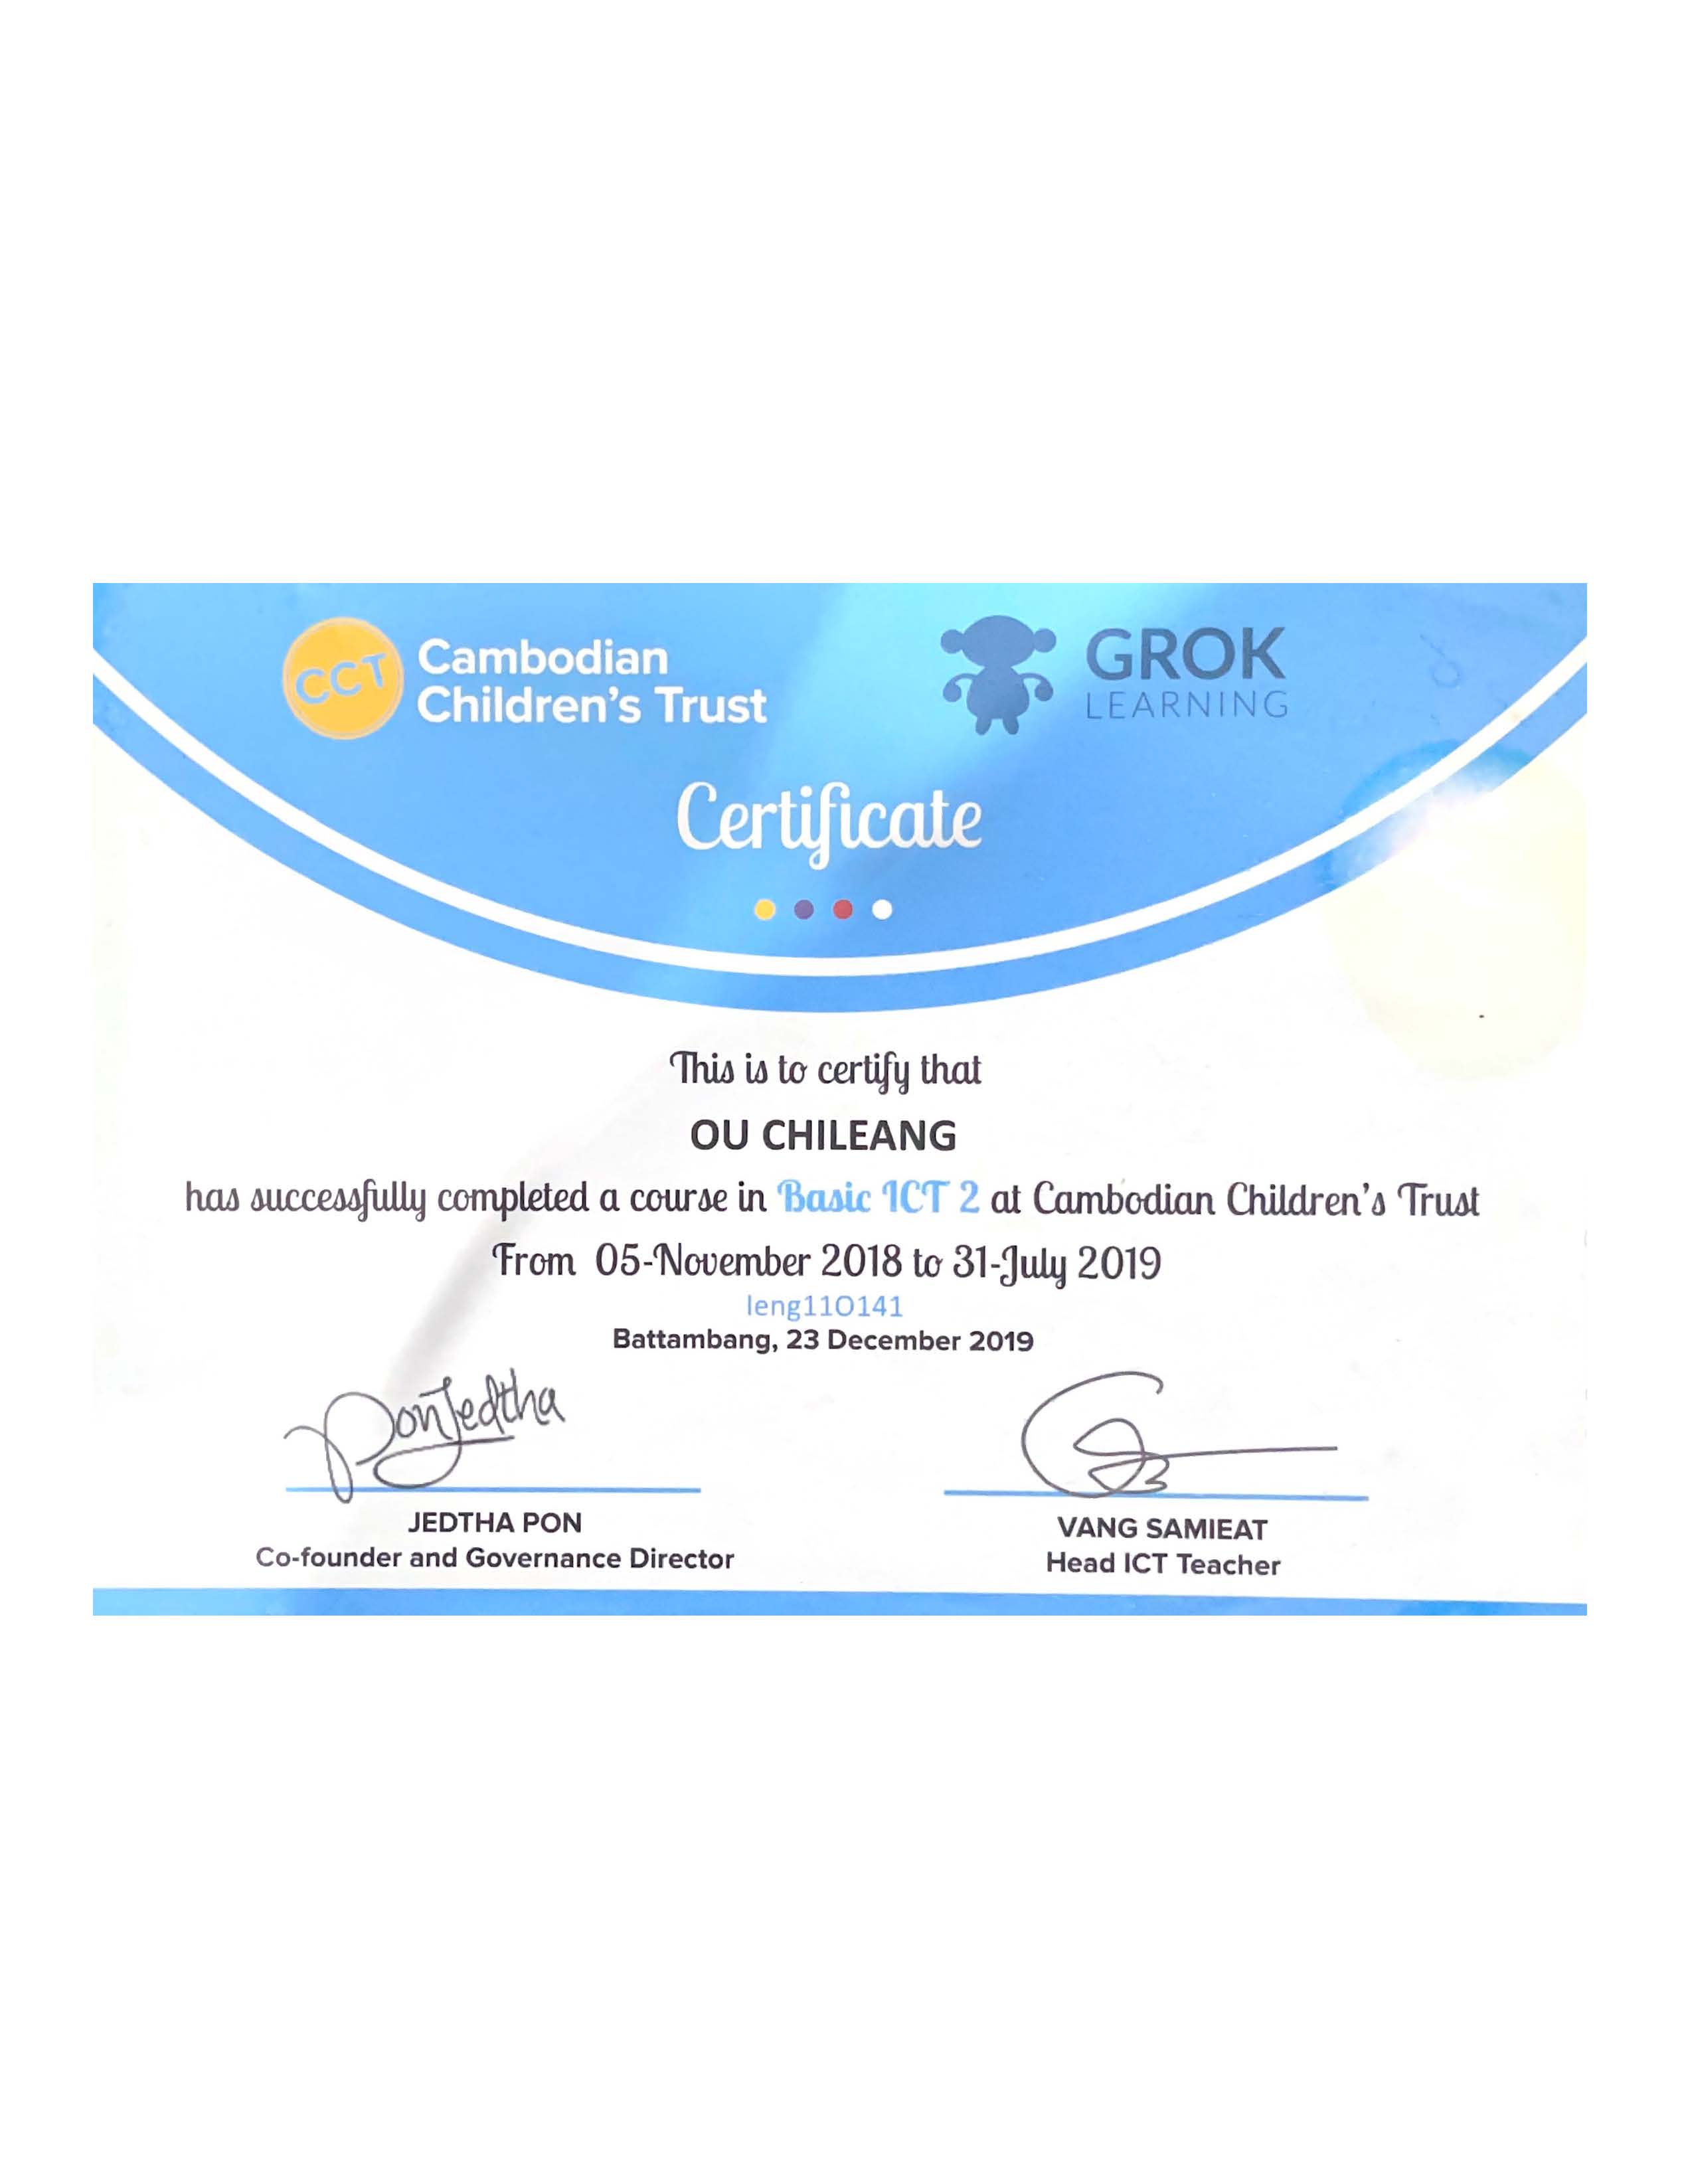 CCT
Cambodian
Children's Trust
GROK
LEARNING
Certificate
This is to certify that
OU CHILEANG
has successfully completed a course in Basic ICT 2 at Cambodian Children's Trust
From 05-November 2018 to 31-July 2019
leng110141
Battambang, 23 December 2019
PonJedtha
JEDTHA PON
Co-founder and Governance Director
VANG SAMIEAT
Head ICT Teacher